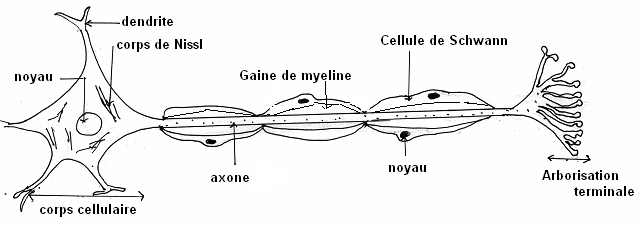 dendrite
corps de Nissl
noyau
Cellule de Schwann
Gaine de myeline
axone
noyau
Arborisation
terminale
corps cellulaire